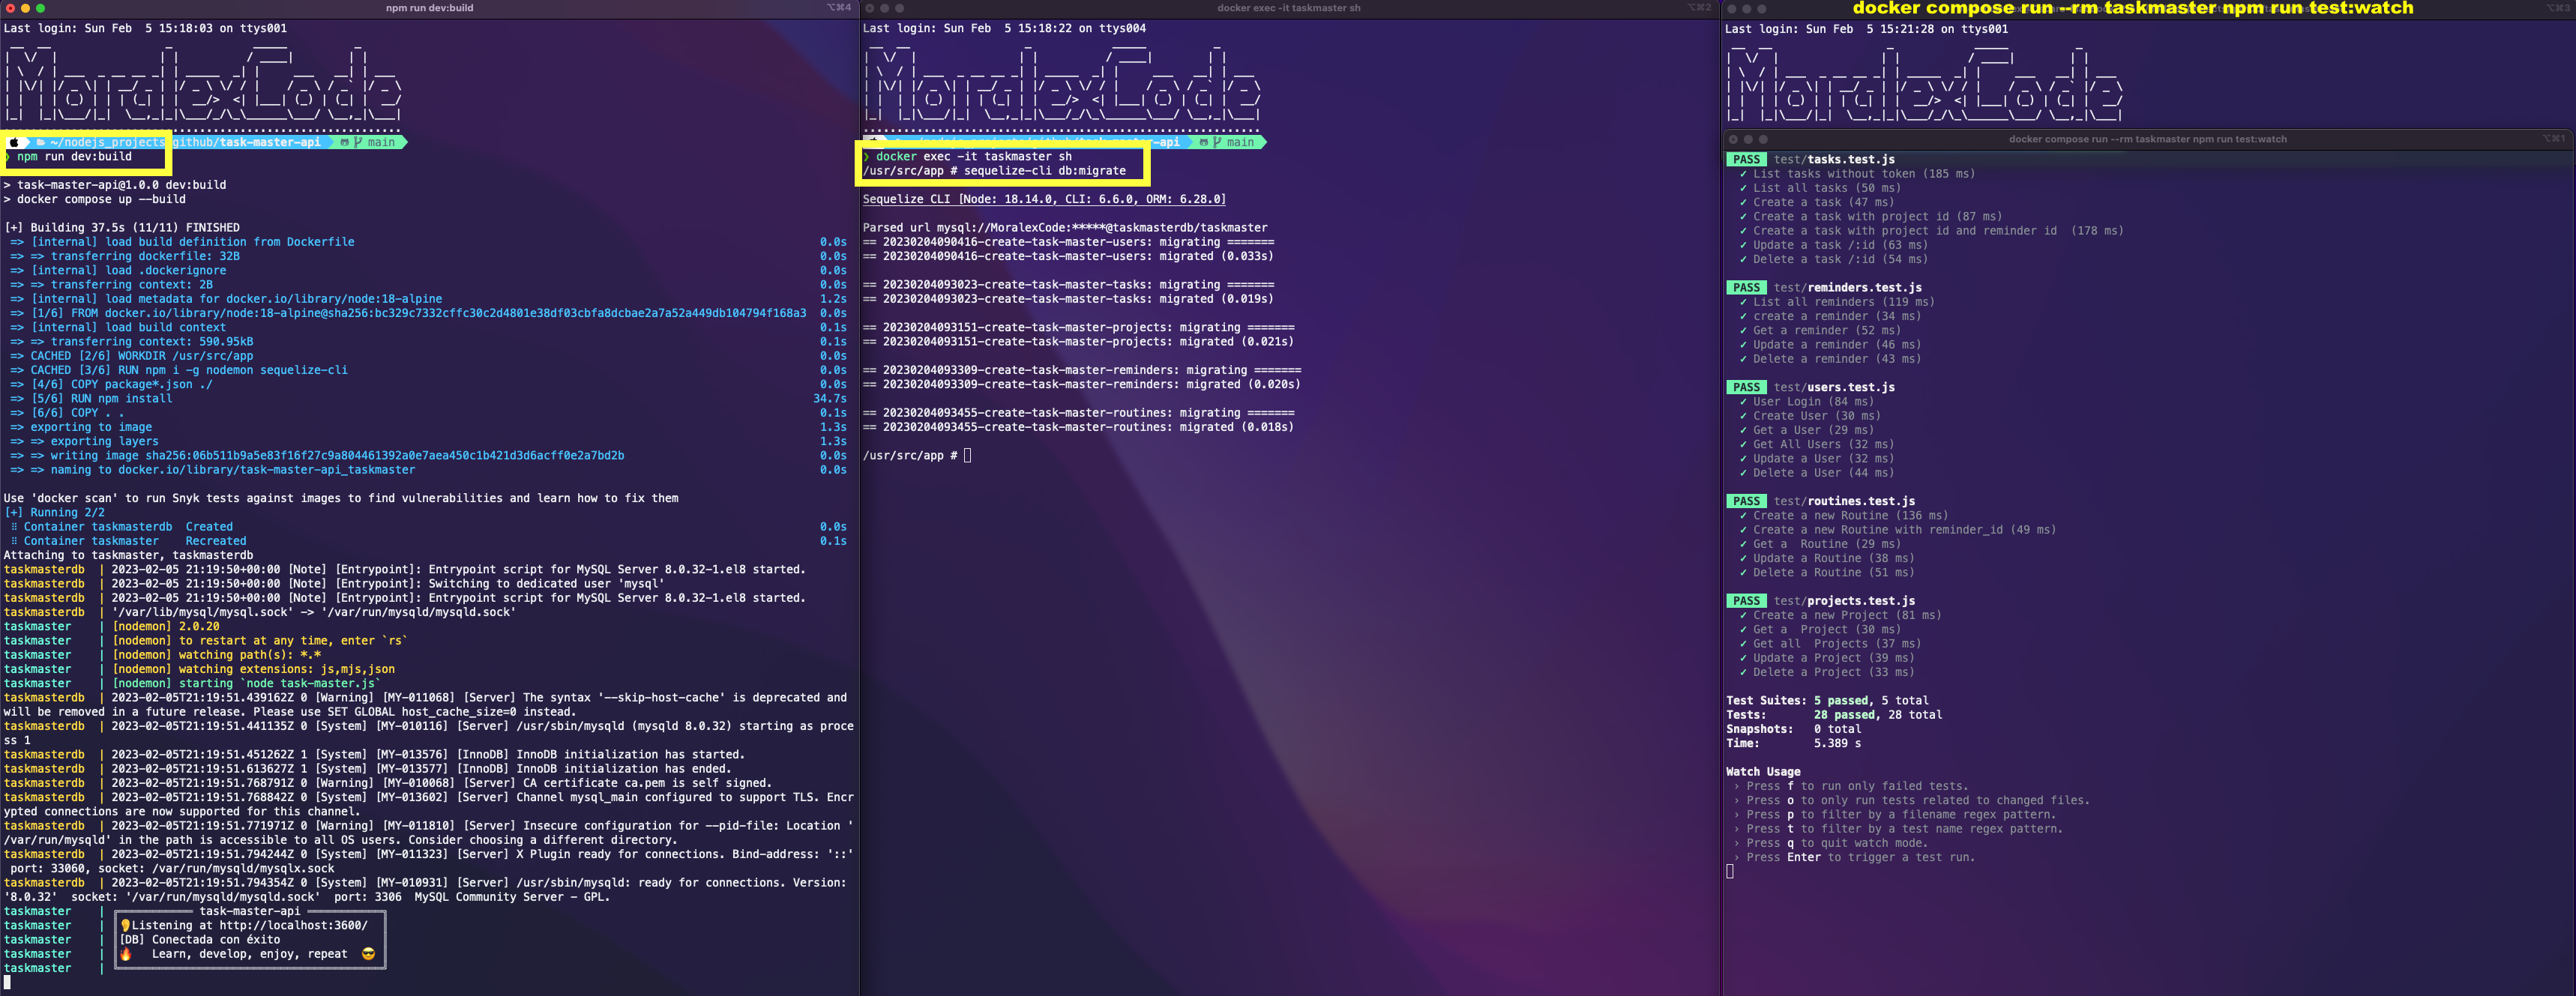 npm run dev:build
⌥⌘4
Last login: Sun Feb  5 15:18:03 on ttys001
MoralexCode
~/nodejs_projects/github/task-master-api main
❯ npm run dev:build
> task-master-api@1.0.0 dev:build
> docker compose up --build
[+] Building 37.5s (11/11) FINISHED
=> [internal] load build definition from Dockerfile 0.0s
=> => transferring dockerfile: 32B 0.0s
=> [internal] load .dockerignore 0.0s
=> => transferring context: 2B 0.0s
=> [internal] load metadata for docker.io/library/node:18-alpine 1.2s
=> [1/6] FROM docker.io/library/node:18-alpine@sha256:bc329c7332cffc30c2d4801e38df03cbfa8dcbae2a7a52a449db104794f168a3 0.0s
=> [internal] load build context 0.1s
=> => transferring context: 590.95kB 0.1s
=> CACHED [2/6] WORKDIR /usr/src/app 0.0s
=> CACHED [3/6] RUN npm i -g nodemon sequelize-cli 0.0s
=> [4/6] COPY package*.json ./ 0.0s
=> [5/6] RUN npm install 34.7s
=> [6/6] COPY . . 0.1s
=> exporting to image 1.3s
=> => exporting layers 1.3s
=> => writing image sha256:06b511b9a5e83f16f27c9a804461392a0e7aea450c1b421d3d6acff0e2a7bd2b 0.0s
=> => naming to docker.io/library/task-master-api_taskmaster 0.0s
Use 'docker scan' to run Snyk tests against images to find vulnerabilities and learn how to fix them
[+] Running 2/2
⠿ Container taskmasterdb  Created 0.0s
⠿ Container taskmaster    Recreated 0.1s
Attaching to taskmaster, taskmasterdb
taskmasterdb  | 2023-02-05 21:19:50+00:00 [Note] [Entrypoint]: Entrypoint script for MySQL Server 8.0.32-1.el8 started.
taskmasterdb  | 2023-02-05 21:19:50+00:00 [Note] [Entrypoint]: Switching to dedicated user 'mysql'
taskmasterdb  | 2023-02-05 21:19:50+00:00 [Note] [Entrypoint]: Entrypoint script for MySQL Server 8.0.32-1.el8 started.
taskmasterdb  | '/var/lib/mysql/mysql.sock' -> '/var/run/mysqld/mysqld.sock'
taskmaster    | [nodemon] 2.0.20
taskmaster    | [nodemon] to restart at any time, enter `rs`
taskmaster    | [nodemon] watching path(s): *.*
taskmaster    | [nodemon] watching extensions: js,mjs,json
taskmaster    | [nodemon] starting `node task-master.js`
taskmasterdb  | 2023-02-05T21:19:51.439162Z 0 [Warning] [MY-011068] [Server] The syntax '--skip-host-cache' is deprecated and
will be removed in a future release. Please use SET GLOBAL host_cache_size=0 instead.
taskmasterdb  | 2023-02-05T21:19:51.441135Z 0 [System] [MY-010116] [Server] /usr/sbin/mysqld (mysqld 8.0.32) starting as proce
ss 1
taskmasterdb  | 2023-02-05T21:19:51.451262Z 1 [System] [MY-013576] [InnoDB] InnoDB initialization has started.
taskmasterdb  | 2023-02-05T21:19:51.613627Z 1 [System] [MY-013577] [InnoDB] InnoDB initialization has ended.
taskmasterdb  | 2023-02-05T21:19:51.768791Z 0 [Warning] [MY-010068] [Server] CA certificate ca.pem is self signed.
taskmasterdb  | 2023-02-05T21:19:51.768842Z 0 [System] [MY-013602] [Server] Channel mysql_main configured to support TLS. Encr
ypted connections are now supported for this channel.
taskmasterdb  | 2023-02-05T21:19:51.771971Z 0 [Warning] [MY-011810] [Server] Insecure configuration for --pid-file: Location '
/var/run/mysqld' in the path is accessible to all OS users. Consider choosing a different directory.
taskmasterdb  | 2023-02-05T21:19:51.794244Z 0 [System] [MY-011323] [Server] X Plugin ready for connections. Bind-address: '::'
port: 33060, socket: /var/run/mysqld/mysqlx.sock
taskmasterdb  | 2023-02-05T21:19:51.794354Z 0 [System] [MY-010931] [Server] /usr/sbin/mysqld: ready for connections. Version:
'8.0.32'  socket: '/var/run/mysqld/mysqld.sock'  port: 3306  MySQL Community Server - GPL.
taskmaster    | task-master-api
taskmaster    | 👂Listening at http://localhost:3600/
taskmaster    | [DB] Conectada con éxito
taskmaster    | 🔥   Learn, develop, enjoy, repeat  😎
taskmaster    |
docker exec -it taskmaster sh
⌥⌘2
Last login: Sun Feb  5 15:18:22 on ttys004
MoralexCode
main
❯ docker exec -it taskmaster sh
/usr/src/app # sequelize-cli db:migrate
Sequelize CLI [Node: 18.14.0, CLI: 6.6.0, ORM: 6.28.0]
Parsed url mysql://MoralexCode:*****@taskmasterdb/taskmaster
== 20230204090416-create-task-master-users: migrating =======
== 20230204090416-create-task-master-users: migrated (0.033s)
== 20230204093023-create-task-master-tasks: migrating =======
== 20230204093023-create-task-master-tasks: migrated (0.019s)
== 20230204093151-create-task-master-projects: migrating =======
== 20230204093151-create-task-master-projects: migrated (0.021s)
== 20230204093309-create-task-master-reminders: migrating =======
== 20230204093309-create-task-master-reminders: migrated (0.020s)
== 20230204093455-create-task-master-routines: migrating =======
== 20230204093455-create-task-master-routines: migrated (0.018s)
/usr/src/app #
docker compose run --rm taskmaster npm run test:watch
⌥⌘3
Last login: Sun Feb  5 15:21:28 on ttys001
MoralexCode
docker compose run --rm taskmaster npm run test:watch
⌥⌘1
PASS test/tasks.test.js
✓ List tasks without token (185 ms)
✓ List all tasks (50 ms)
✓ Create a task (47 ms)
✓ Create a task with project id (87 ms)
✓ Create a task with project id and reminder id  (178 ms)
✓ Update a task /:id (63 ms)
✓ Delete a task /:id (54 ms)
PASS test/reminders.test.js
✓ List all reminders (119 ms)
✓ create a reminder (34 ms)
✓ Get a reminder (52 ms)
✓ Update a reminder (46 ms)
✓ Delete a reminder (43 ms)
PASS test/users.test.js
✓ User Login (84 ms)
✓ Create User (30 ms)
✓ Get a User (29 ms)
✓ Get All Users (32 ms)
✓ Update a User (32 ms)
✓ Delete a User (44 ms)
PASS test/routines.test.js
✓ Create a new Routine (136 ms)
✓ Create a new Routine with reminder_id (49 ms)
✓ Get a  Routine (29 ms)
✓ Update a Routine (38 ms)
✓ Delete a Routine (51 ms)
PASS test/projects.test.js
✓ Create a new Project (81 ms)
✓ Get a  Project (30 ms)
✓ Get all  Projects (37 ms)
✓ Update a Project (39 ms)
✓ Delete a Project (33 ms)
Test Suites: 5 passed, 5 total
Tests:       28 passed, 28 total
Snapshots:   0 total
Time:        5.389 s
Watch Usage
› Press f to run only failed tests.
› Press o to only run tests related to changed files.
› Press p to filter by a filename regex pattern.
› Press t to filter by a test name regex pattern.
› Press q to quit watch mode.
› Press Enter to trigger a test run.